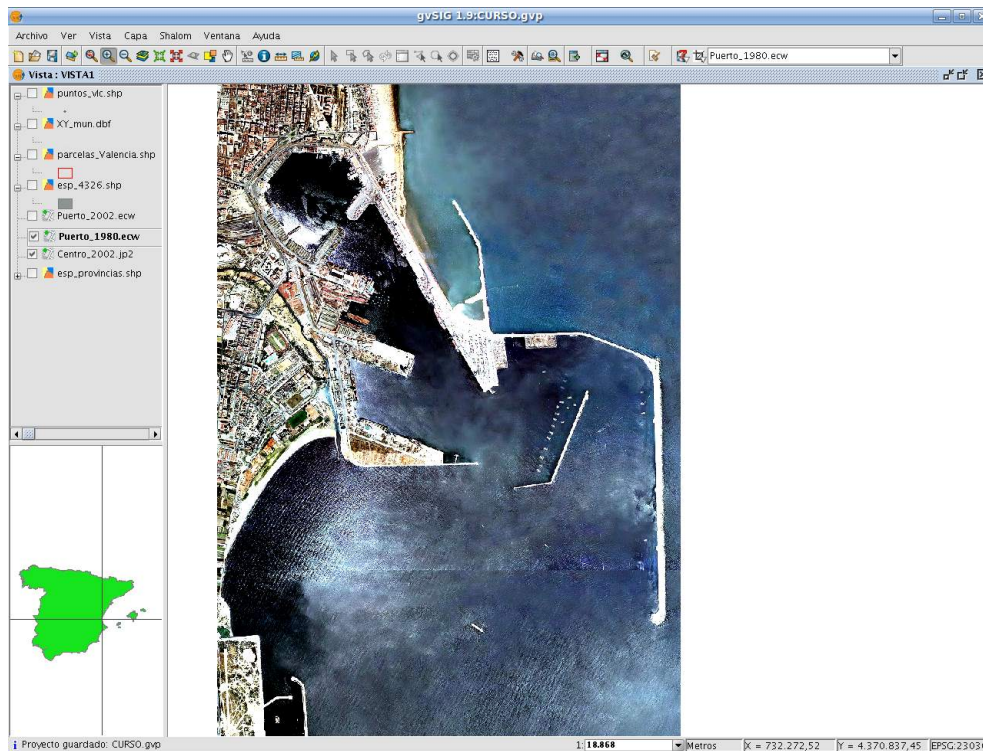 gvSIG 1.9:CURSO.gvp
Archivo Ver Vista Capa Shalom Ventana Ayuda
Puerto_1980.ecw
Vista : VISTA1
puntos_vlc.shp
XY_mun.dbf
parcelas_Valencia.shp
esp_4326.shp
Puerto_2002.ecw
Puerto_1980.ecw
Centro_2002.jp2
esp_provincias.shp
Proyecto guardado: CURSO.gvp 1: 18.868 Metros X = 732.272,52 Y = 4.370.837,45